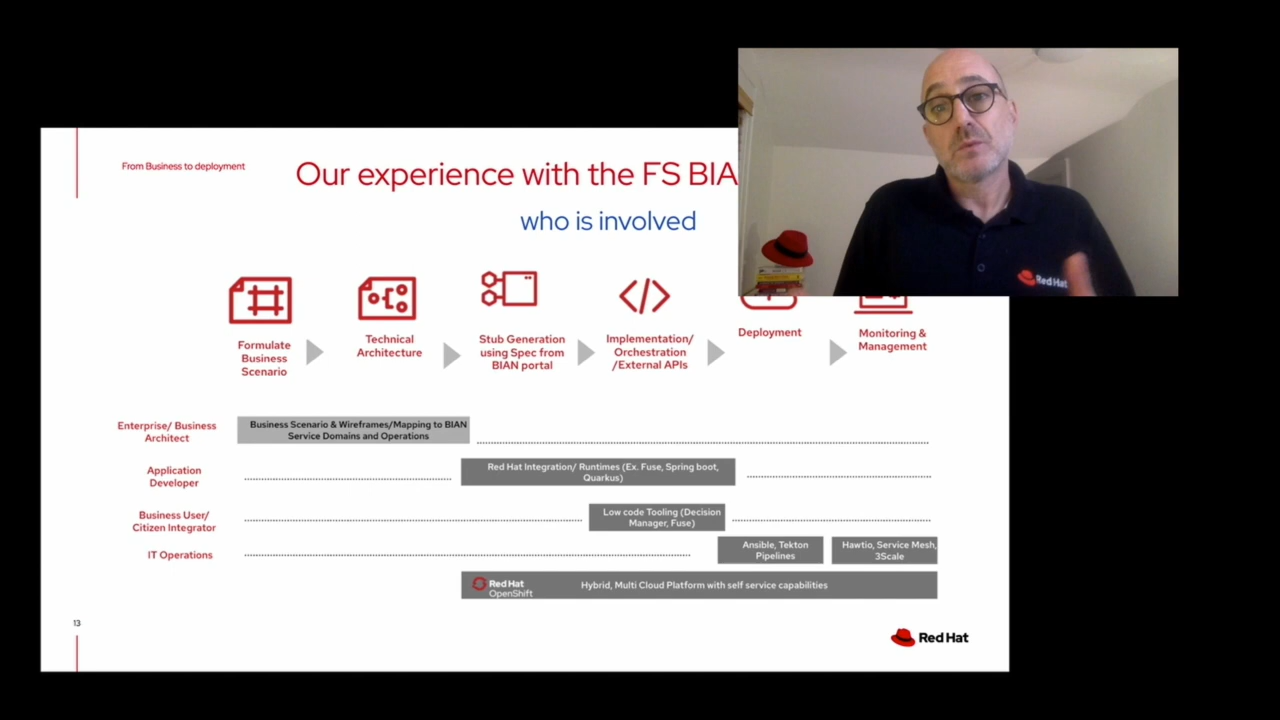 From Business to deployment
Our experience with the FS BIA
who is involved
Formulate
Business
Scenario
Technical
Architecture
Stub Generation
using Spec from
BIAN portal
Implementation/
Orchestration
/External APIs
Deployment
Monitoring &
Management
Enterprise/ Business
Architect
Business Scenario & Wireframes/Mapping to BIAN
Service Domains and Operations
Application
Developer
Red Hat Integration/ Runtimes (Ex. Fuse, Spring boot,
Quarkus)
Business User/
Citizen Integrator
Low code Tooling (Decision
Manager, Fuse)
IT Operations
Ansible, Tekton
Pipelines
Hawtio, Service Mesh,
3Scale
Red Hat
OpenShift
Hybrid, Multi Cloud Platform with self service capabilities
13
Red Hat
Red Hat